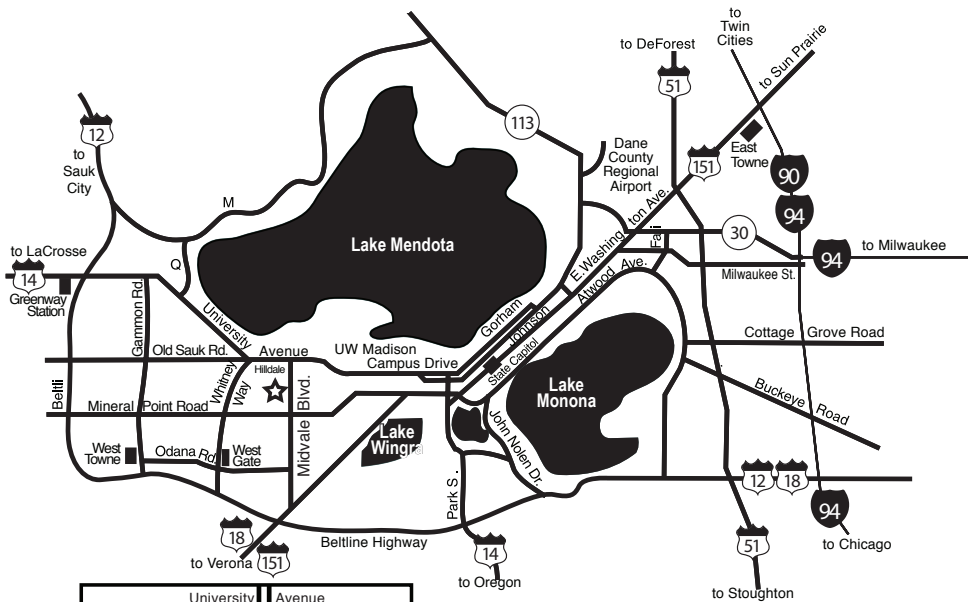 to
Twin
Cities
to DeForest
51
to Sun Prairie
12
to
Sauk
City
113
Dane
County
Regional
Airport
151
East
Towne
90
94
M
Lake Mendota
E. Washington Ave.
Fair
30
94
to Milwaukee
to LaCrosse
14
Greenway
Station
Q
Atwood Ave.
Milwaukee St.
Gammon Rd.
University
Gorham
Johnson
Old Sauk Rd.
Avenue
UW Madison
Campus Drive
State Capitol
Cottage Grove Road
Hilldale
Whitney
Way
Midvale Blvd.
Lake
Monona
Buckeye Road
Beltli
Mineral Point Road
Lake
Wingra
John Nolen Dr.
West
Towne
Odana Rd.
West
Gate
Park S.
12
18
94
18
151
to Verona
Beltline Highway
14
to Oregon
51
to Chicago
to Stoughton
University
Avenue